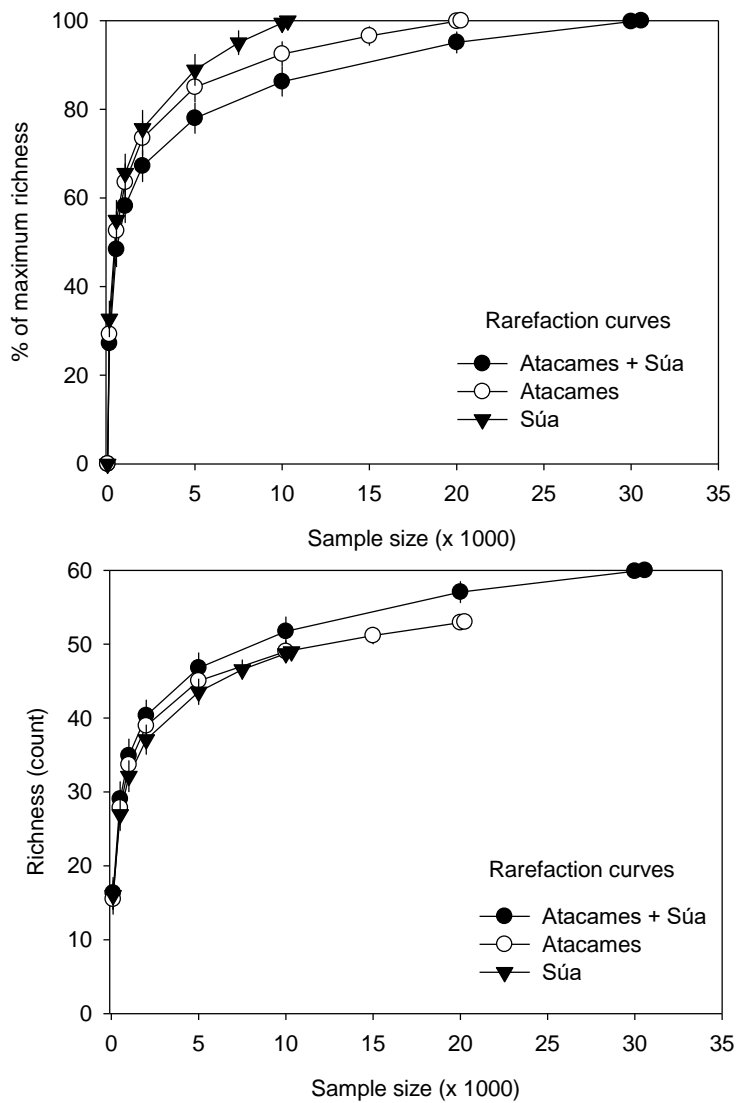 100
80
60
40
20
0
% of maximum richness
Rarefaction curves
Atacames + Súa
Atacames
Súa
0 5 10 15 20 25 30 35
Sample size (x 1000)
60
50
40
30
20
10
0
Richness (count)
Rarefaction curves
Atacames + Súa
Atacames
Súa
0 5 10 15 20 25 30 35
Sample size (x 1000)